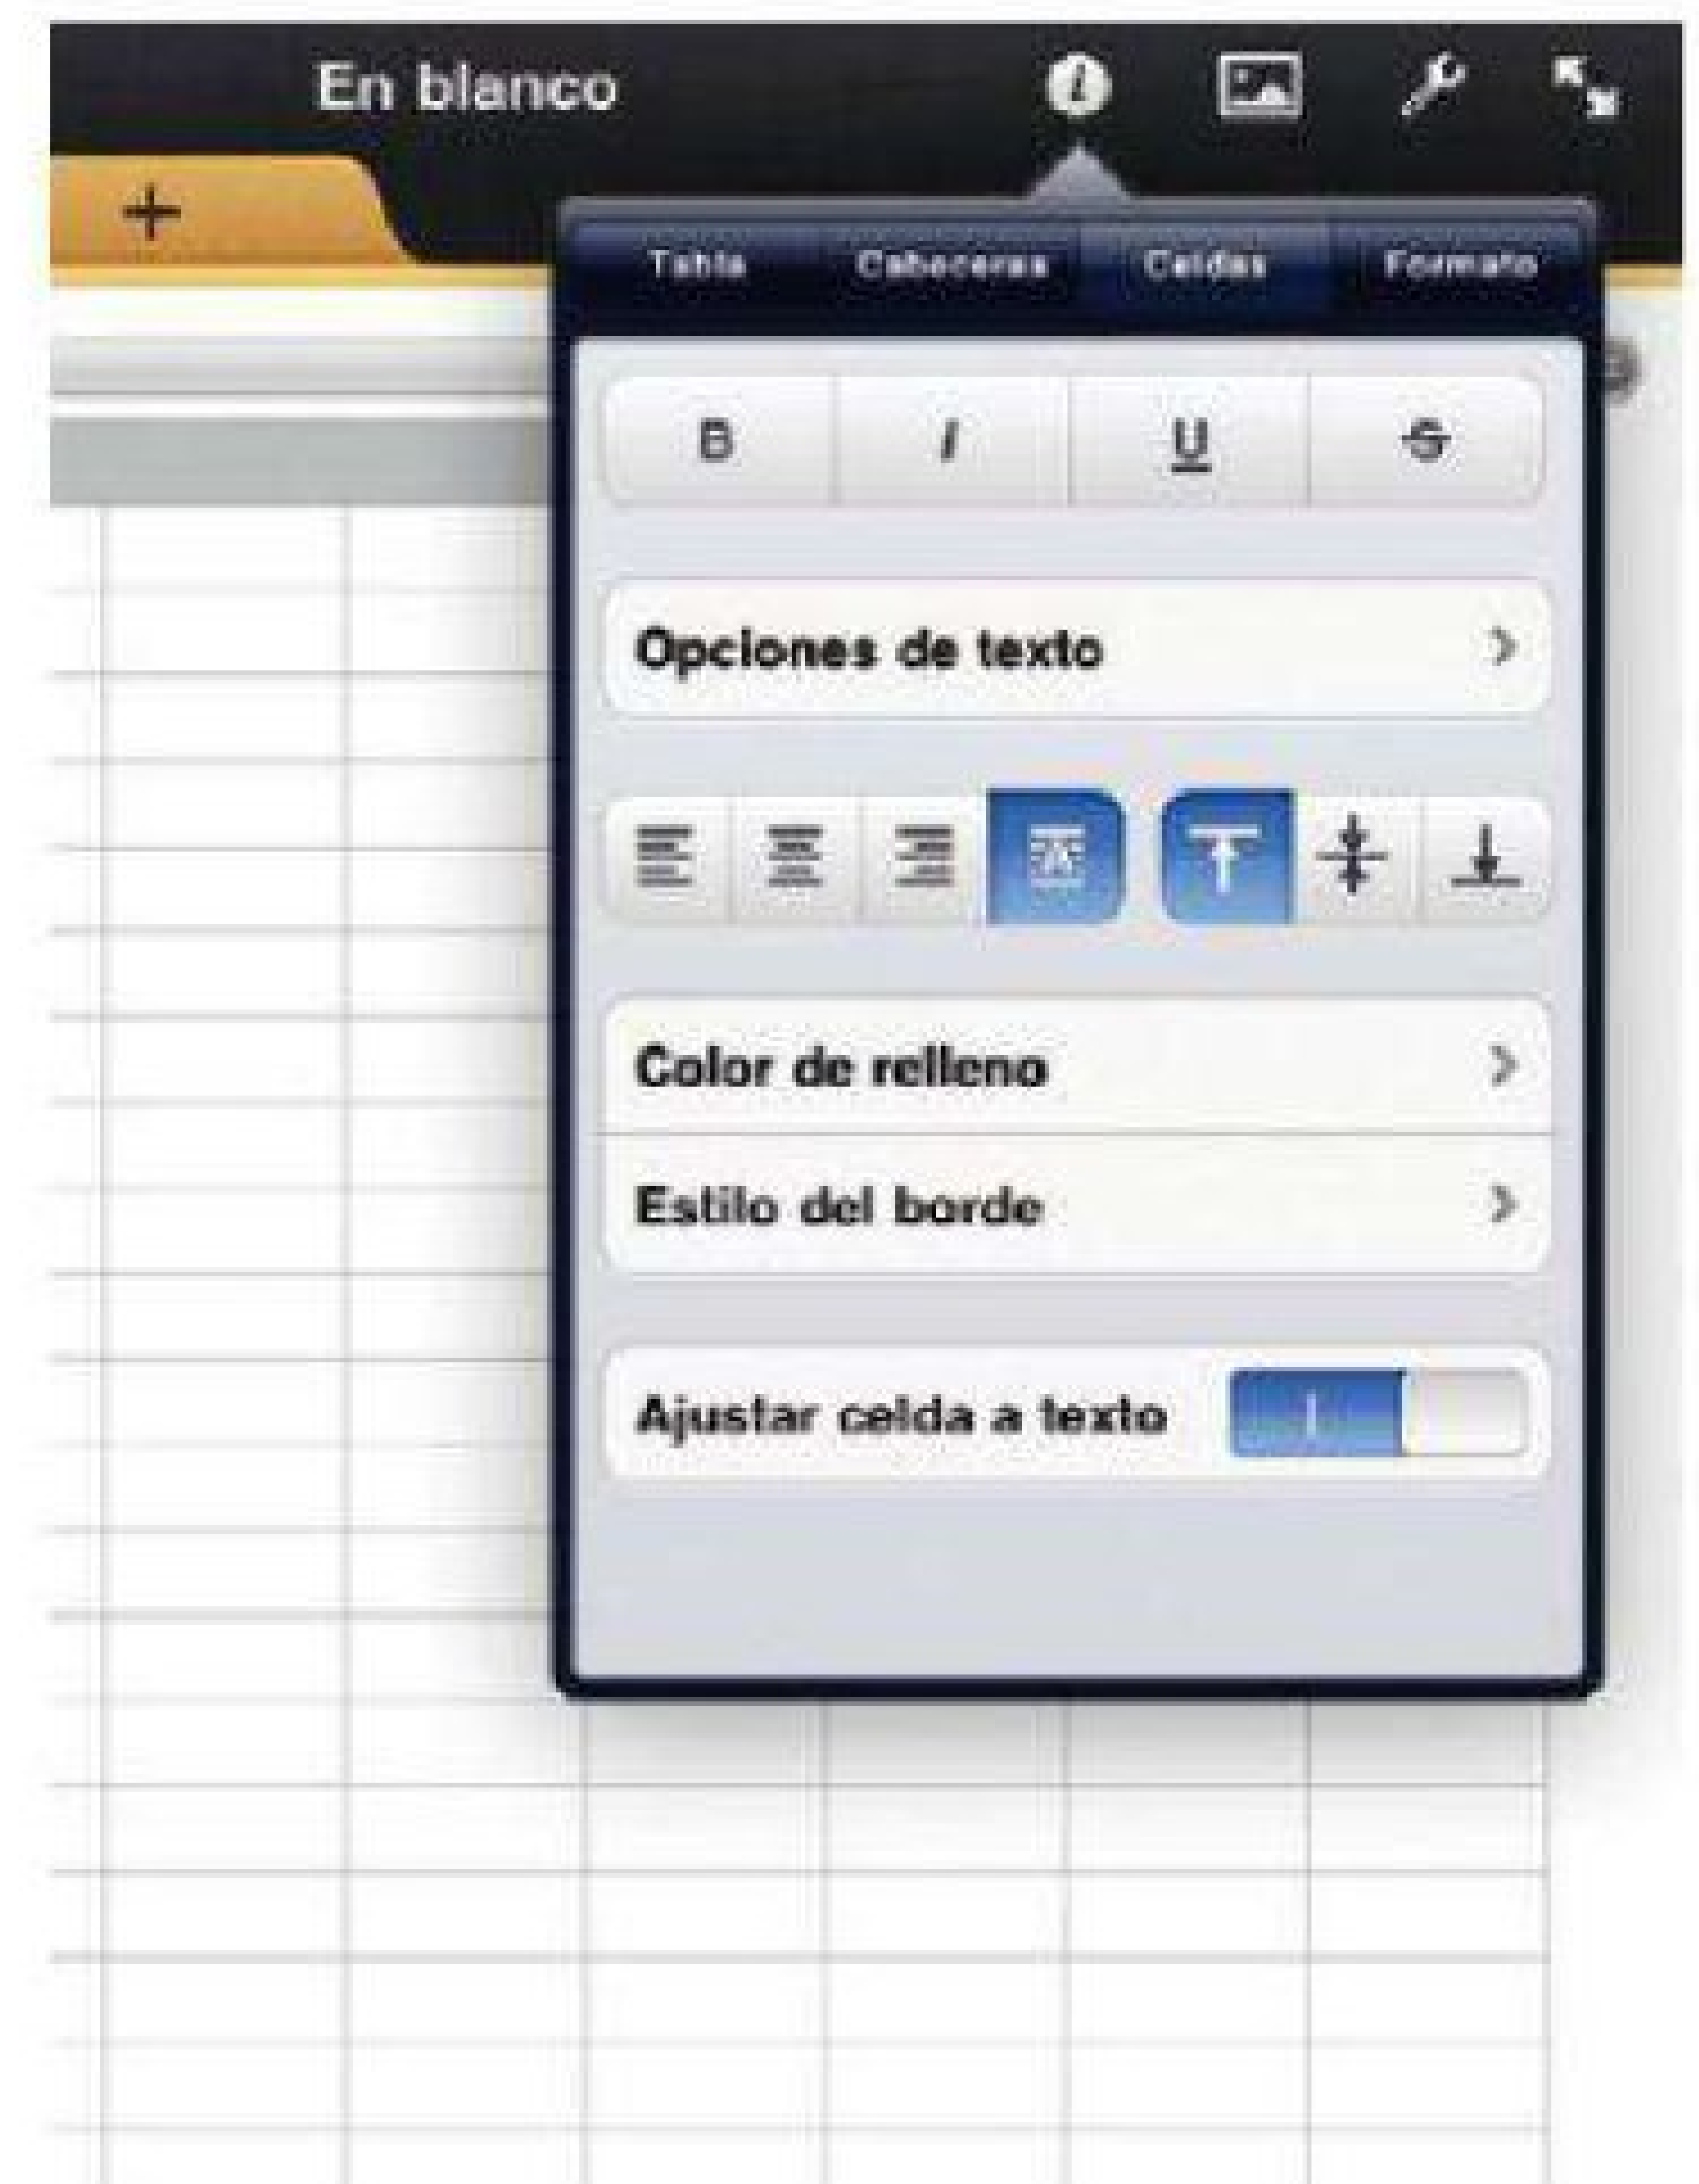 En blanco
+
Tabla Cabeceras Celdas Formato
B I U S
Opciones de texto
Color de relleno
Estilo del borde
Ajustar celda a texto